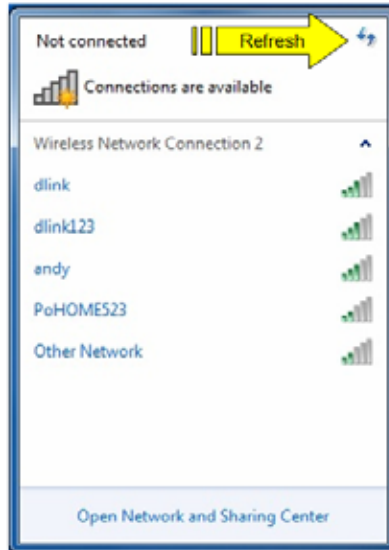 Not connected
Refresh
Connections are available
Wireless Network Connection 2
dlink
dlink123
andy
PoHOME523
Other Network
Open Network and Sharing Center